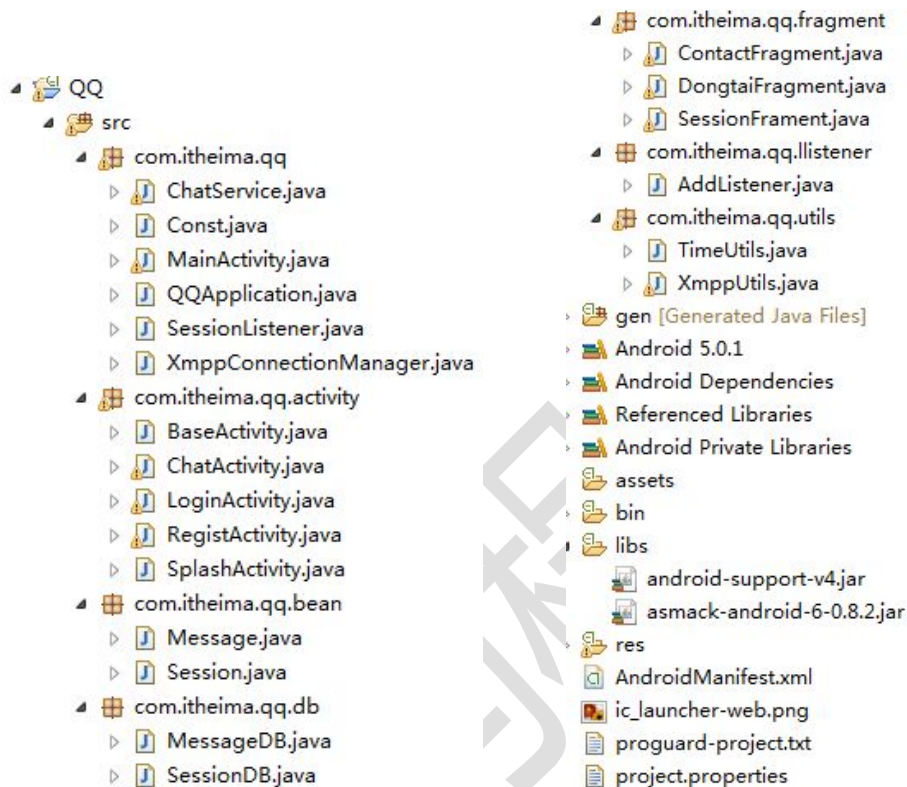 QQ
src
com.itheima.qq
ChatService.java
Const.java
MainActivity.java
QQApplication.java
SessionListener.java
XmppConnectionManager.java
com.itheima.qq.activity
BaseActivity.java
ChatActivity.java
LoginActivity.java
RegistActivity.java
SplashActivity.java
com.itheima.qq.bean
Message.java
Session.java
com.itheima.qq.db
MessageDB.java
SessionDB.java
com.itheima.qq.fragment
ContactFragment.java
DongtaiFragment.java
SessionFrament.java
com.itheima.qq.llistener
AddListener.java
com.itheima.qq.utils
TimeUtils.java
XmppUtils.java
gen [Generated Java Files]
Android 5.0.1
Android Dependencies
Referenced Libraries
Android Private Libraries
assets
bin
libs
android-support-v4.jar
asmack-android-6-0.8.2.jar
res
AndroidManifest.xml
ic_launcher-web.png
proguard-project.txt
project.properties